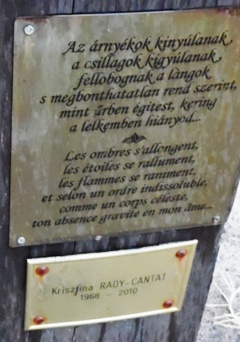 Az árnyékok kinyúlanak,
a csillagok kigyúlanak,
fellobognak a lángok
s megbonthatatlan rend szerint,
mint űrben égitest, kering
a lelkemben hiányod...
Les ombres s'allongent,
les étoiles se rallument,
les flammes se raniment,
et selon un ordre indissoluble,
comme un corps céleste,
ton absence gravite en mon âme...
Krisztina RADY-CANTAT
1968 - 2010